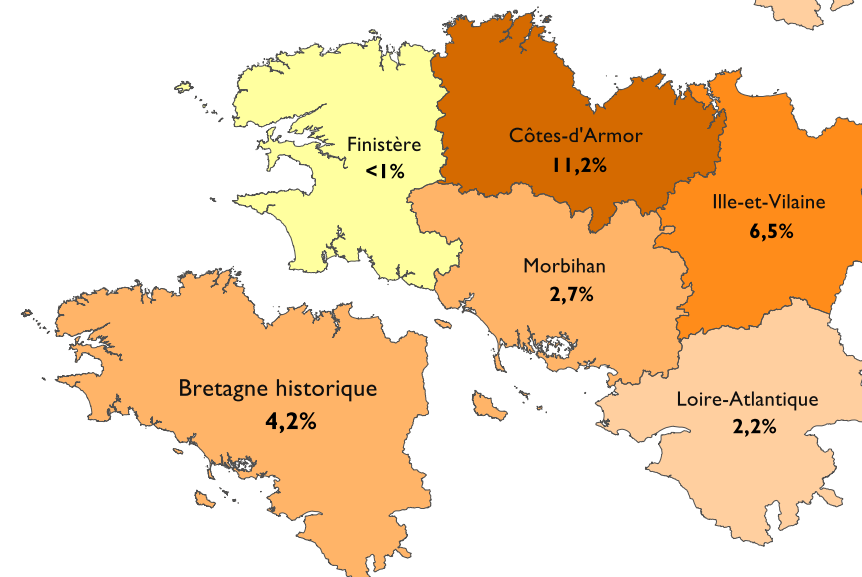 Finistère
<1%
Côtes-d'Armor
11,2%
Ille-et-Vilaine
6,5%
Morbihan
2,7%
Bretagne historique
4,2%
Loire-Atlantique
2,2%